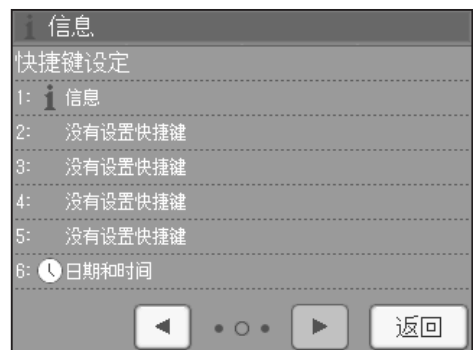 信息
快捷键设定
1: 信息
2: 没有设置快捷键
3: 没有设置快捷键
4: 没有设置快捷键
5: 没有设置快捷键
6: 日期和时间
返回